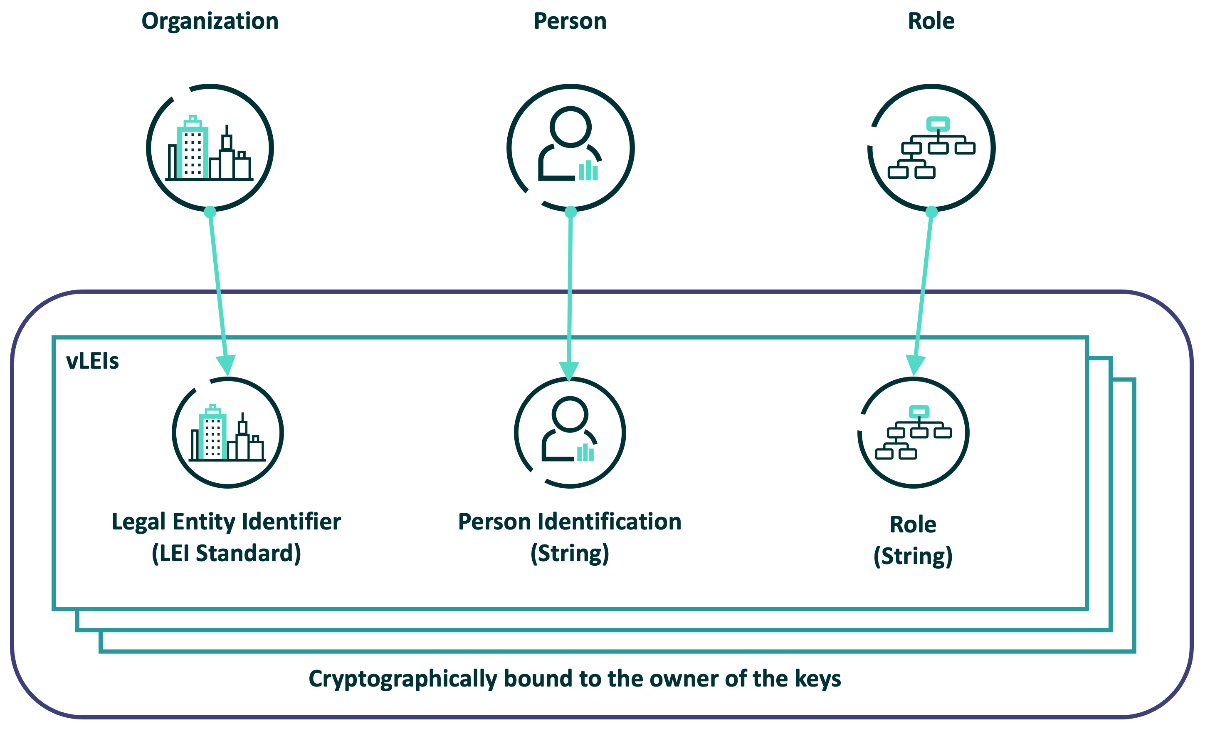 Organization
Person
Role
vLEIs
Legal Entity Identifier
(LEI Standard)
Person Identification
(String)
Role
(String)
Cryptographically bound to the owner of the keys